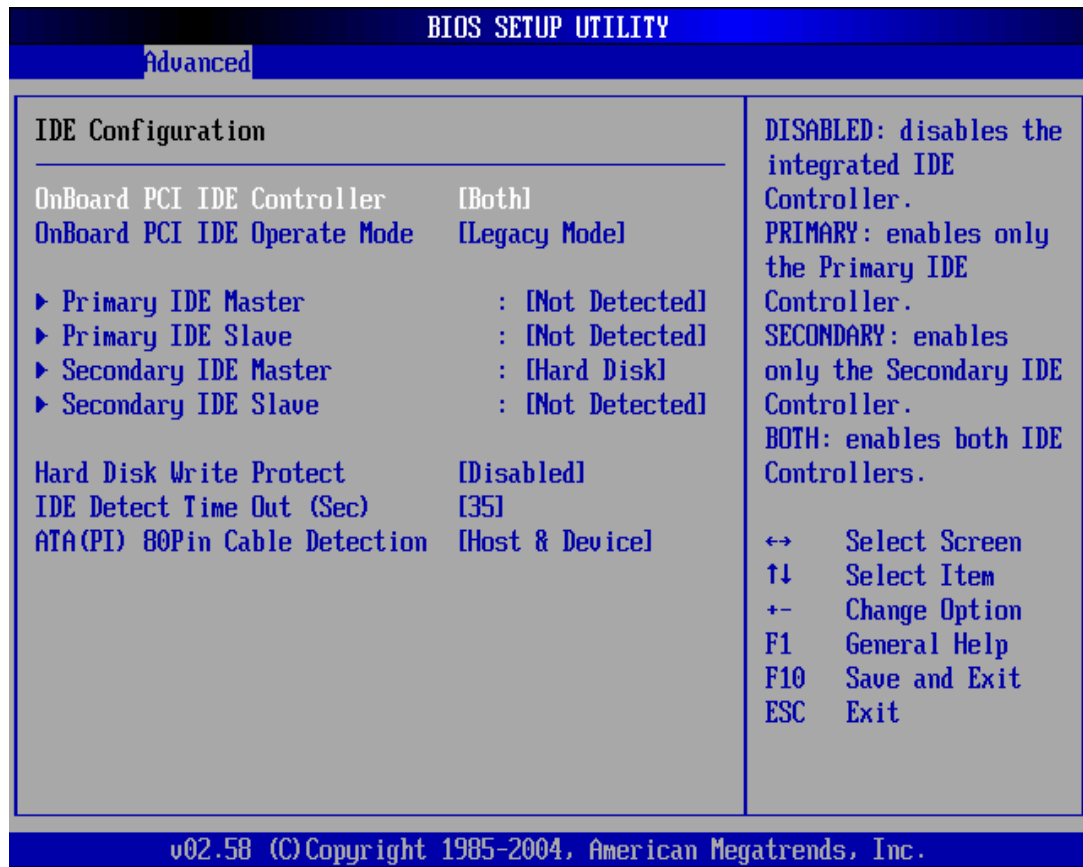 BIOS SETUP UTILITY
Advanced
IDE Configuration
OnBoard PCI IDE Controller [Both]
OnBoard PCI IDE Operate Mode [Legacy Mode]
Primary IDE Master : [Not Detected]
Primary IDE Slave : [Not Detected]
Secondary IDE Master : [Hard Disk]
Secondary IDE Slave : [Not Detected]
Hard Disk Write Protect [Disabled]
IDE Detect Time Out (Sec) [35]
ATA(PI) 80Pin Cable Detection [Host & Device]
DISABLED: disables the
integrated IDE
Controller.
PRIMARY: enables only
the Primary IDE
Controller.
SECONDARY: enables
only the Secondary IDE
Controller.
BOTH: enables both IDE
Controllers.
←→ Select Screen
↑↓ Select Item
+- Change Option
F1 General Help
F10 Save and Exit
ESC Exit
v02.58 (C)Copyright 1985-2004, American Megatrends, Inc.